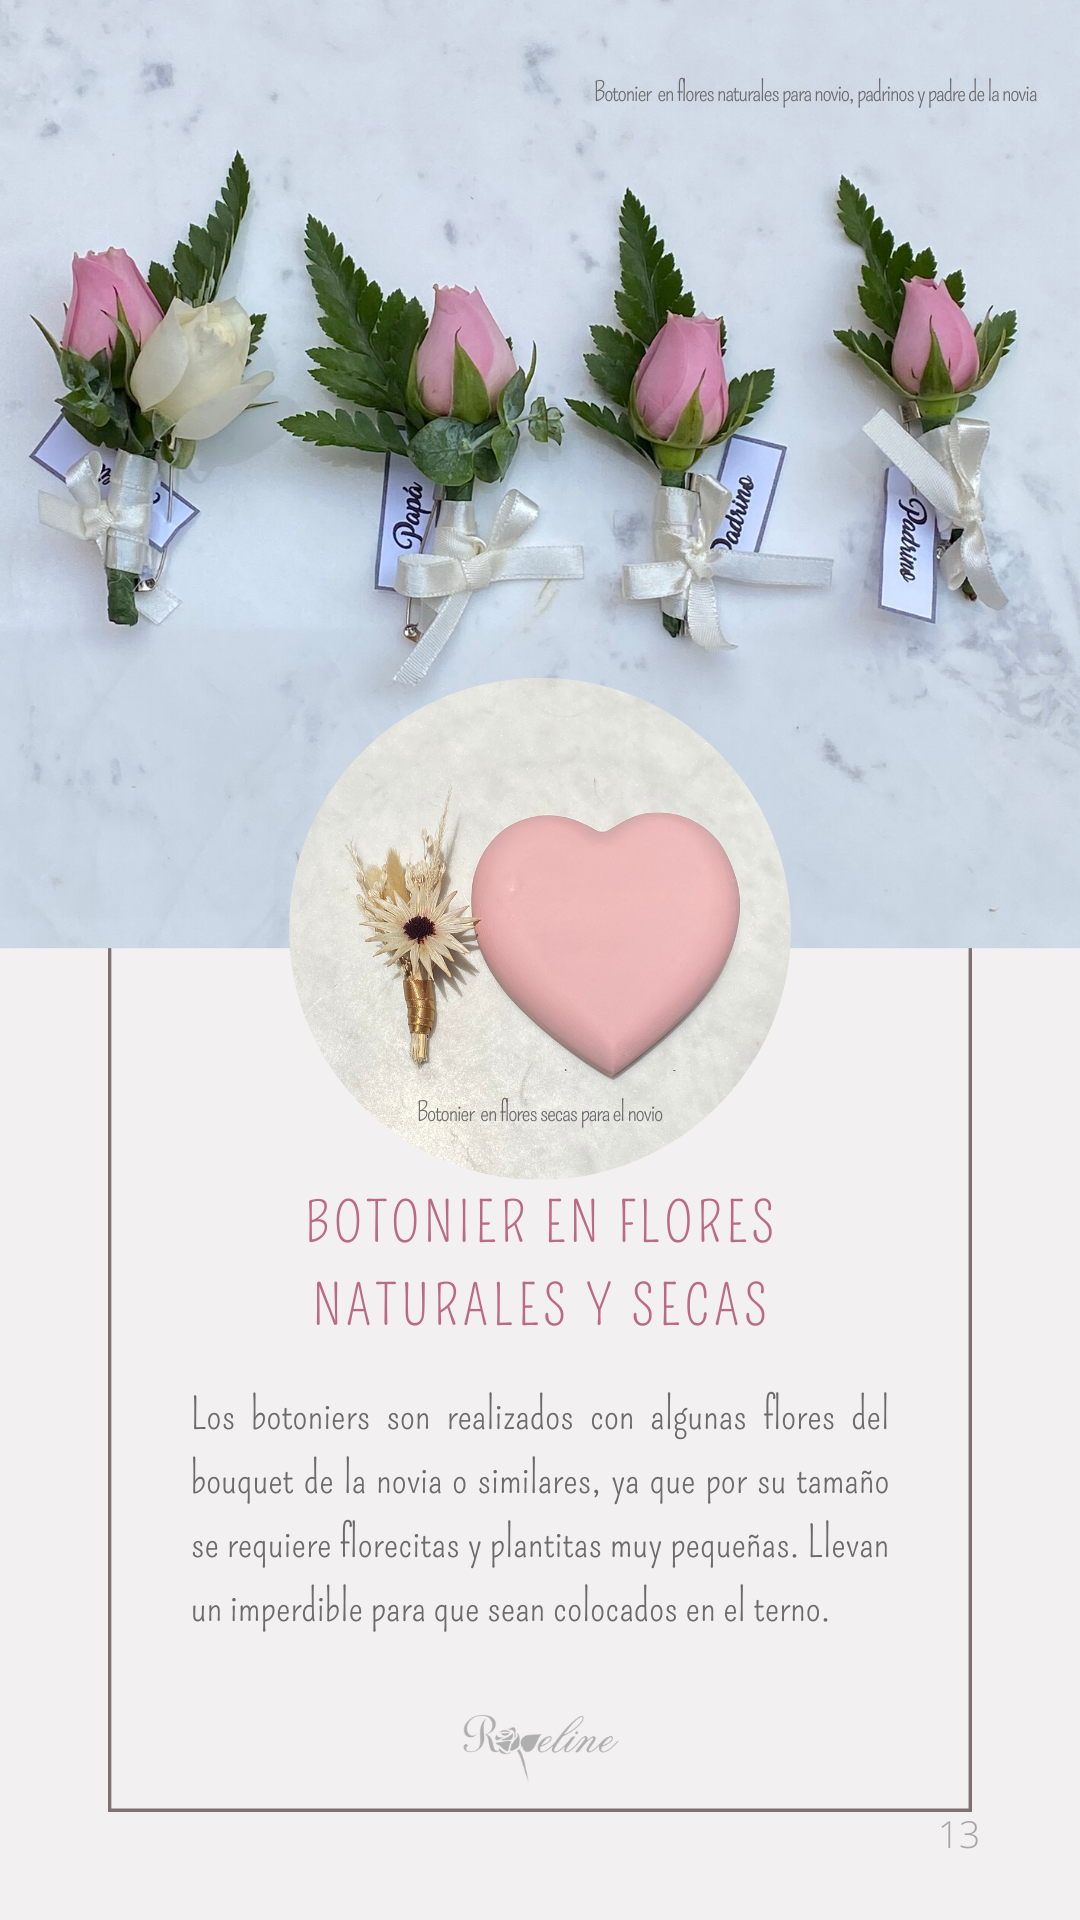 Botonier en flores naturales para novio, padrinos y padre de la novia
Papá
Padrino
Padrino
Botonier en flores secas para el novio
BOTONIER EN FLORES
NATURALES Y SECAS
Los botoniers son realizados con algunas flores del
bouquet de la novia o similares, ya que por su tamaño
se requiere florecitas y plantitas muy pequeñas. Llevan
un imperdible para que sean colocados en el terno.
Roseline
13